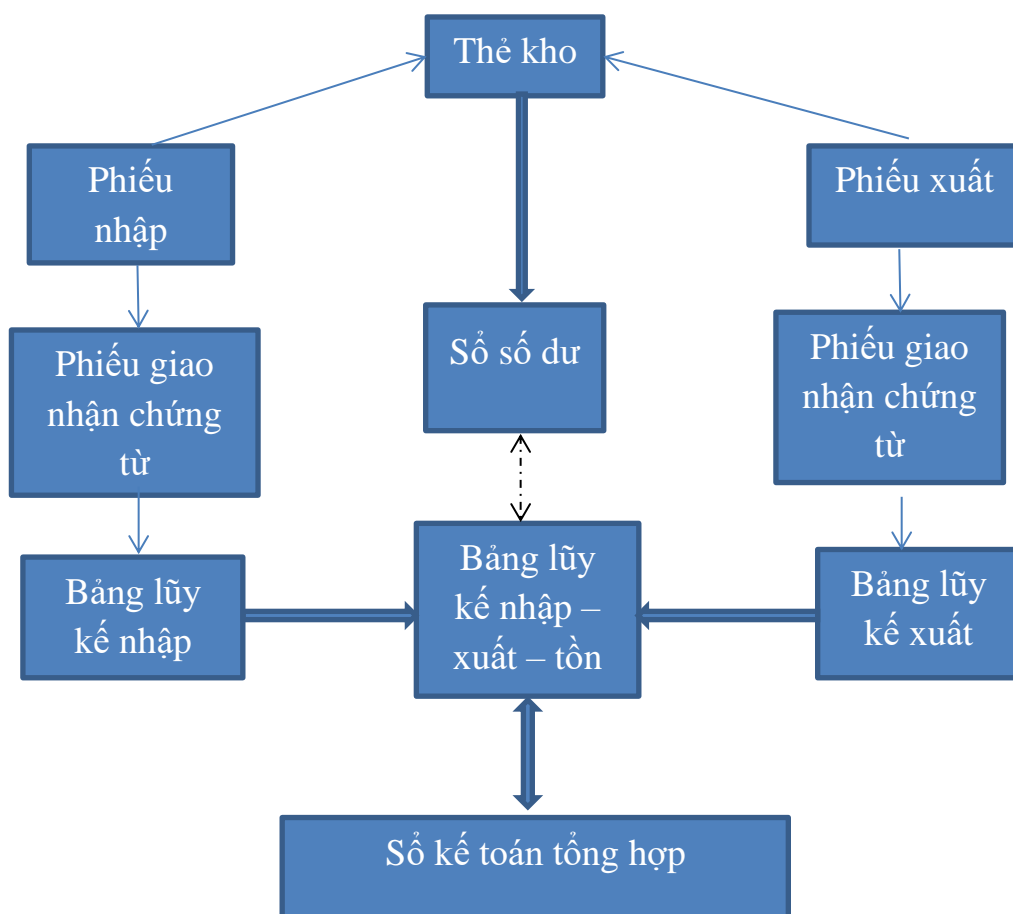 Thẻ kho
Phiếu
nhập
Phiếu xuất
Sổ số dư
Phiếu giao
nhận chứng
từ
Phiếu giao
nhận chứng
từ
Bảng lũy
kế nhập
Bảng lũy
kế nhập –
xuất – tồn
Bảng lũy
kế xuất
Sổ kế toán tổng hợp